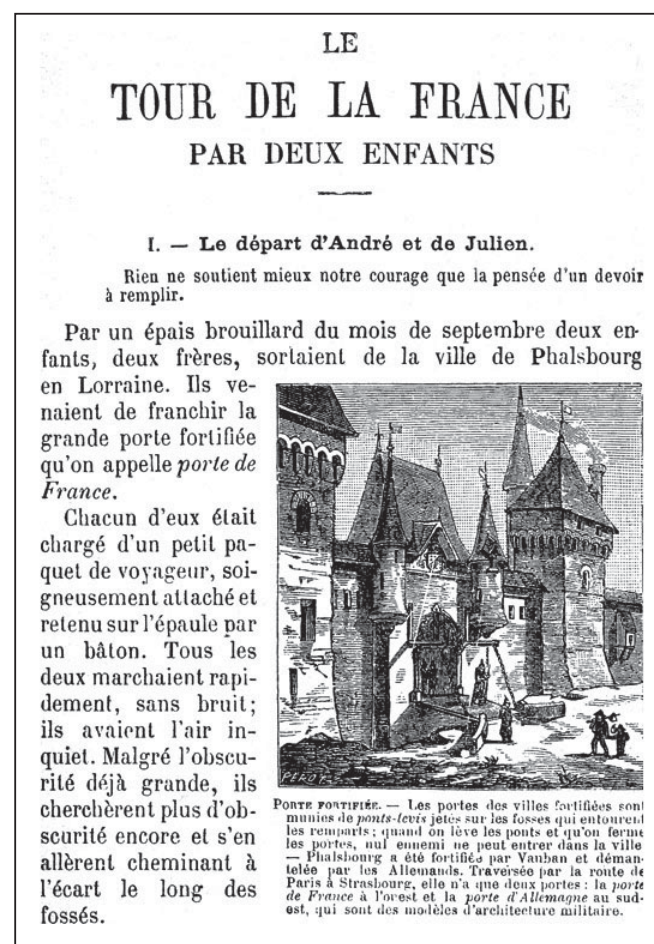 LE
TOUR DE LA FRANCE
PAR DEUX ENFANTS
I. — Le départ d'André et de Julien.
Rien ne soutient mieux notre courage que la pensée d'un devoir
à remplir.
Par un épais brouillard du mois de septembre deux en-
fants, deux frères, sortaient de la ville de Phalsbourg
en Lorraine. Ils ve-
naient de franchir la
grande porte fortifiée
qu'on appelle porte de
France.
Chacun d'eux était
chargé d'un petit pa-
quet de voyageur, soi-
gneusement attaché et
retenu sur l'épaule par
un bâton. Tous les
deux marchaient rapi-
dement, sans bruit;
ils avaient l'air in-
quiet. Malgré l'obscu-
rité déjà grande, ils
cherchèrent plus d'ob-
scurité encore et s'en
allèrent cheminant à
l'écart le long des
fossés.
PEROT
PORTE FORTIFIÉE. — Les portes des villes fortifiées sont
munies de ponts-levis jetés sur les fossés qui entourent
les remparts; quand on lève les ponts et qu'on ferme
les portes, nul ennemi ne peut entrer dans la ville
— Phalsbourg a été fortifiée par Vauban et déman-
telée par les Allemands. Traversée par la route de
Paris à Strasbourg, elle n'a que deux portes : la porte
de France à l'ouest et la porte d'Allemagne au sud-
est, qui sont des modèles d'architecture militaire.